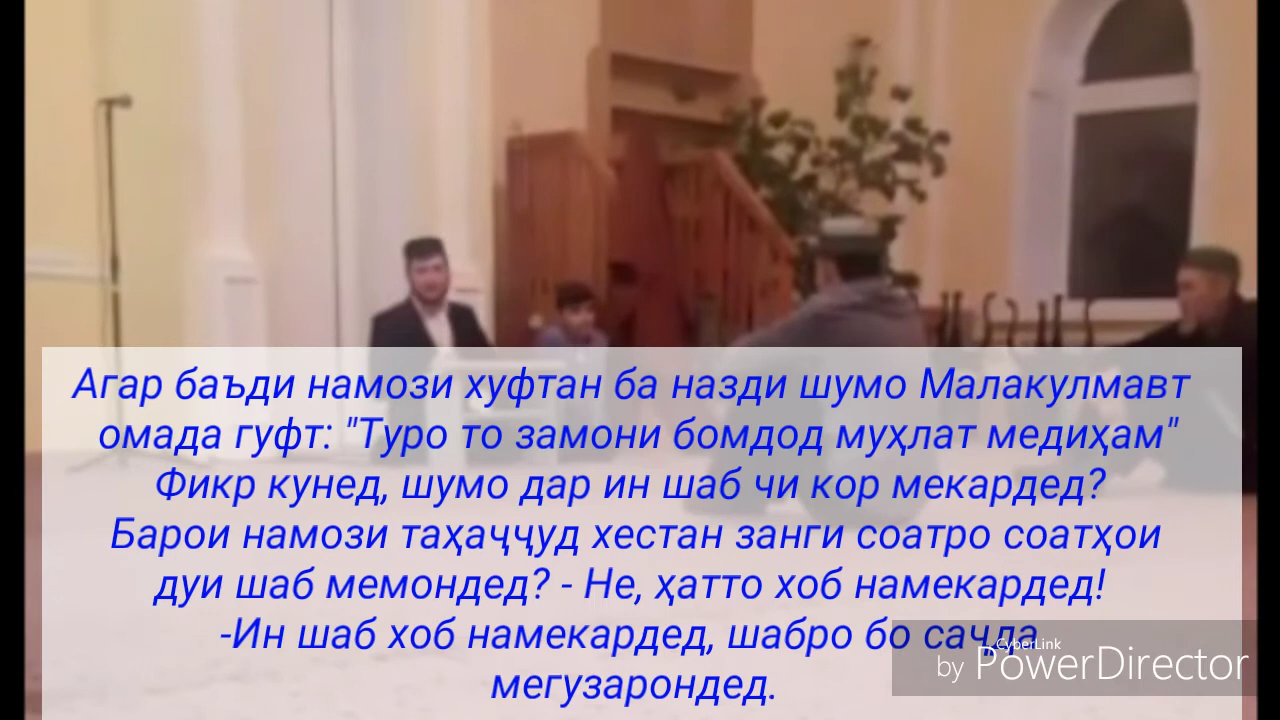 Агар баъди намози хуфтан ба назди шумо Малакулмавт
омада гуфт: "Туро то замони бомдод муҳлат медиҳам"
Фикр кунед, шумо дар ин шаб чи кор мекардед?
Барои намози таҳаҷҷуд хестан занги соатро соатҳои
дуи шаб мемондед? - Не, ҳатто хоб намекардед!
-Ин шаб хоб намекардед, шабро бо саҷда
мегузарондед.
CyberLink
by PowerDirector